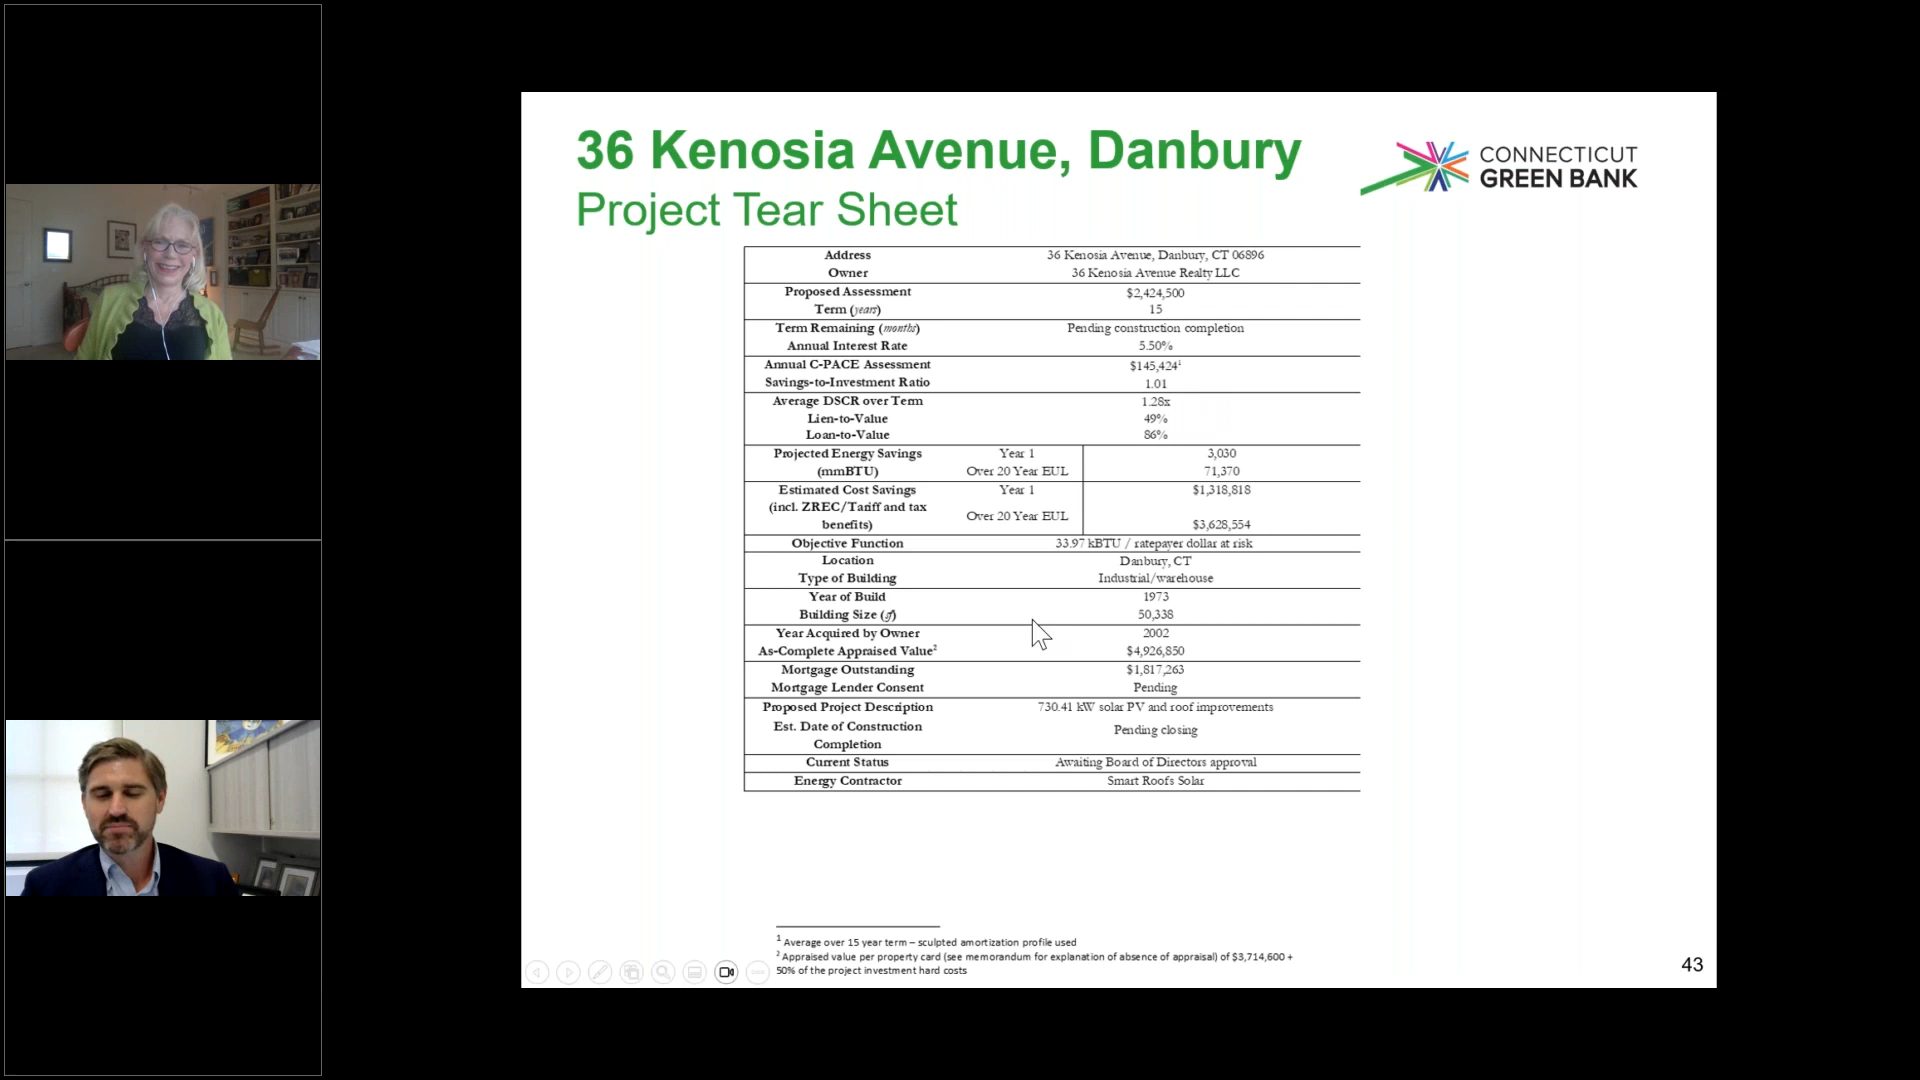 36 Kenosia Avenue, Danbury
Project Tear Sheet
CONNECTICUT
GREEN BANK
Address 36 Kenosia Avenue, Danbury, CT 06896
Owner 36 Kenosia Avenue Realty LLC
Proposed Assessment $2,424,500
Term (years) 15
Term Remaining (months) Pending construction completion
Annual Interest Rate 5.50%
Annual C-PACE Assessment $145,424¹
Savings-to-Investment Ratio 1.01
Average DSCR over Term 1.28x
Lien-to-Value 49%
Loan-to-Value 86%
Projected Energy Savings Year 1 3,030
(mmBTU) Over 20 Year EUL 71,370
Estimated Cost Savings Year 1 $1,318,818
(incl. ZREC/Tariff and tax
benefits) Over 20 Year EUL $3,628,554
Objective Function 33.97 kBTU / ratepayer dollar at risk
Location Danbury, CT
Type of Building Industrial/warehouse
Year of Build 1973
Building Size (sf) 50,338
Year Acquired by Owner 2002
As-Complete Appraised Value² $4,926,850
Mortgage Outstanding $1,817,263
Mortgage Lender Consent Pending
Proposed Project Description 730.41 kW solar PV and roof improvements
Est. Date of Construction
Completion Pending closing
Current Status Awaiting Board of Directors approval
Energy Contractor Smart Roofs Solar
¹ Average over 15 year term – sculpted amortization profile used
² Appraised value per property card (see memorandum for explanation of absence of appraisal) of $3,714,600 +
50% of the project investment hard costs
43